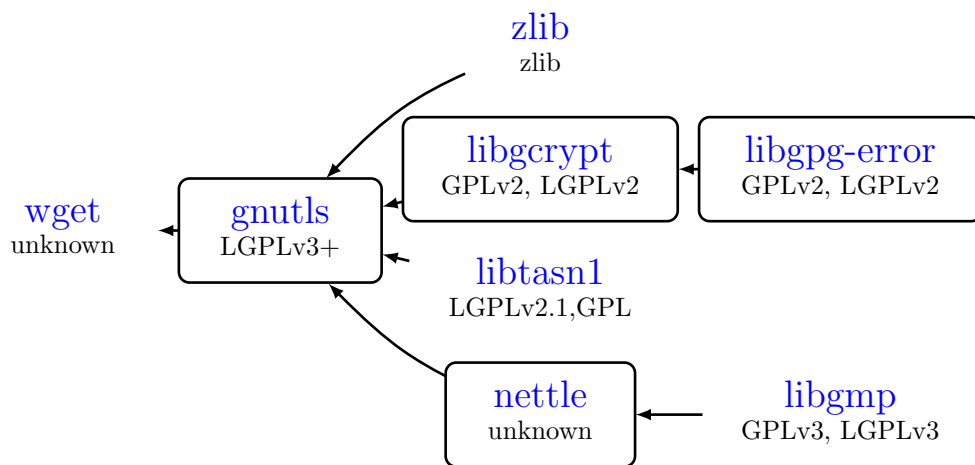 zlib
zlib
libgcrypt
GPLv2, LGPLv2
libgpg-error
GPLv2, LGPLv2
wget
unknown
gnutls
LGPLv3+
libtasn1
LGPLv2.1,GPL
nettle
unknown
libgmp
GPLv3, LGPLv3